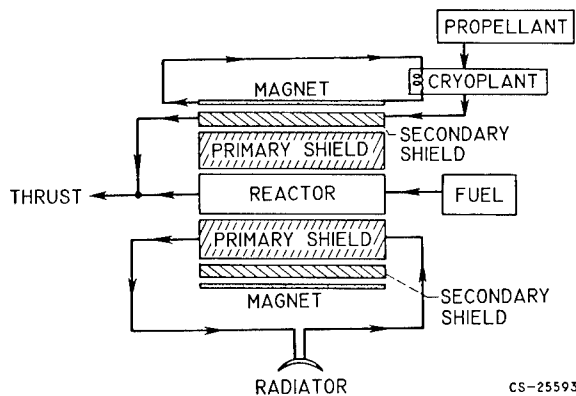 PROPELLANT
CRYOPLANT
MAGNET
SECONDARY
SHIELD
PRIMARY SHIELD
THRUST
REACTOR
FUEL
PRIMARY SHIELD
SECONDARY
SHIELD
MAGNET
RADIATOR
CS-25593